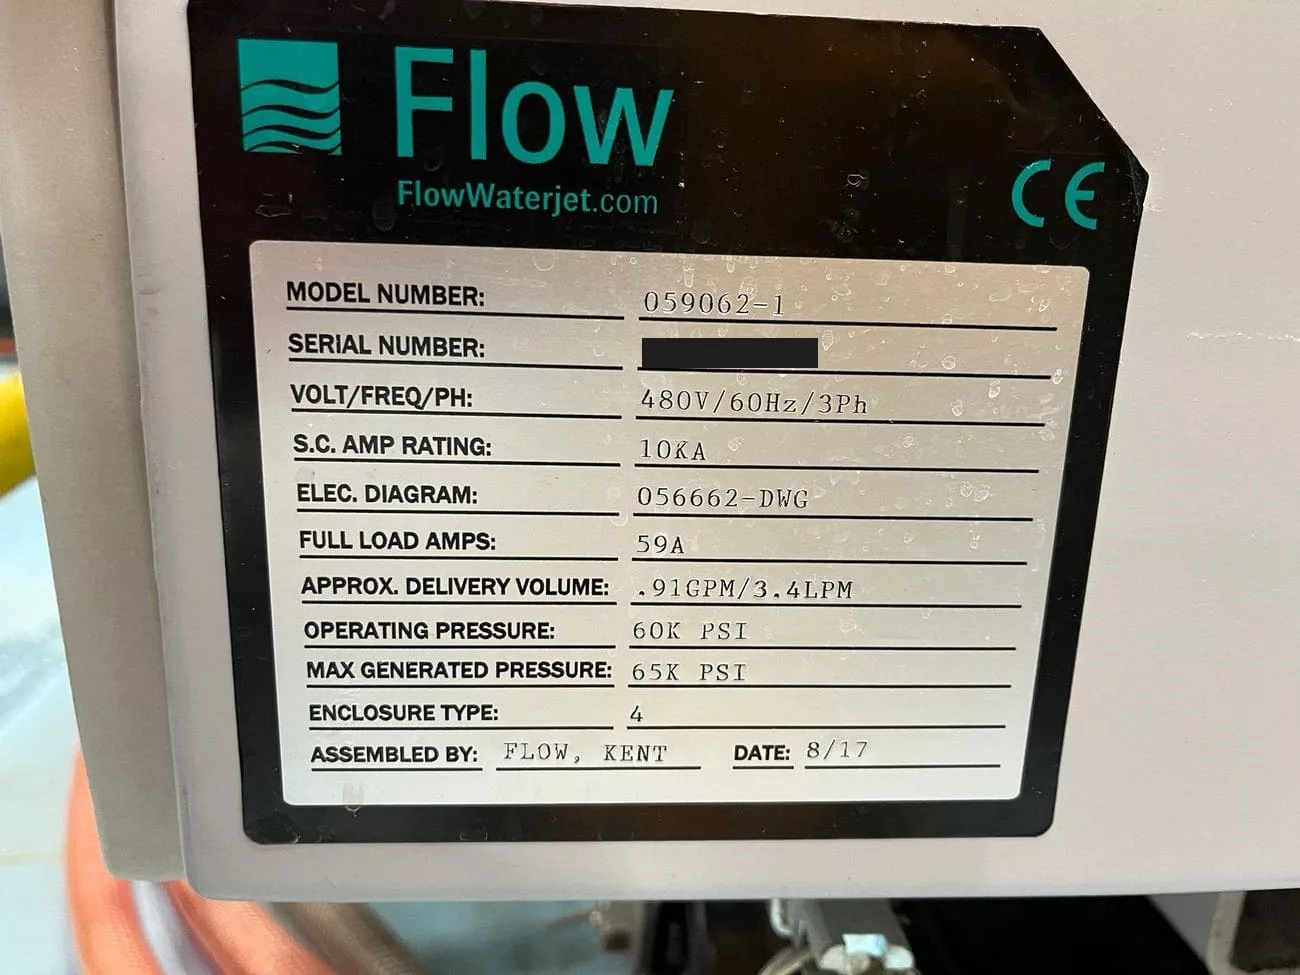 Flow
FlowWaterjet.com
CE
MODEL NUMBER: 059062-1
SERIAL NUMBER:
VOLT/FREQ/PH: 480V/60Hz/3Ph
S.C. AMP RATING: 10KA
ELEC. DIAGRAM: 056662-DWG
FULL LOAD AMPS: 59A
APPROX. DELIVERY VOLUME: .91GPM/3.4LPM
OPERATING PRESSURE: 60K PSI
MAX GENERATED PRESSURE: 65K PSI
ENCLOSURE TYPE: 4
ASSEMBLED BY: FLOW, KENT DATE: 8/17